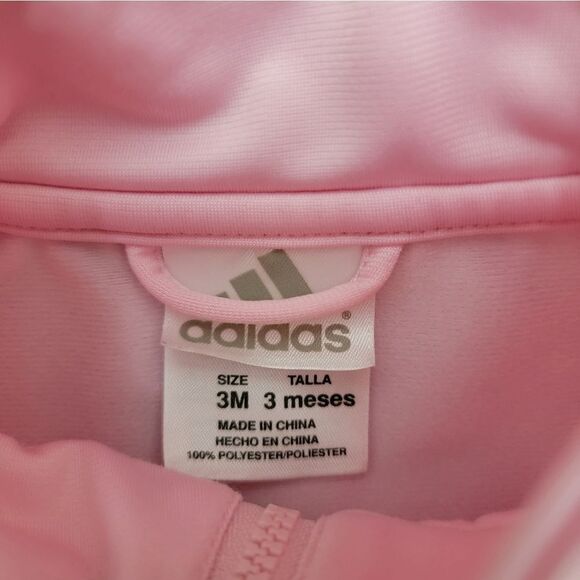 adidas®
SIZE TALLA
3M 3 meses
MADE IN CHINA
HECHO EN CHINA
100% POLYESTER/POLIESTER